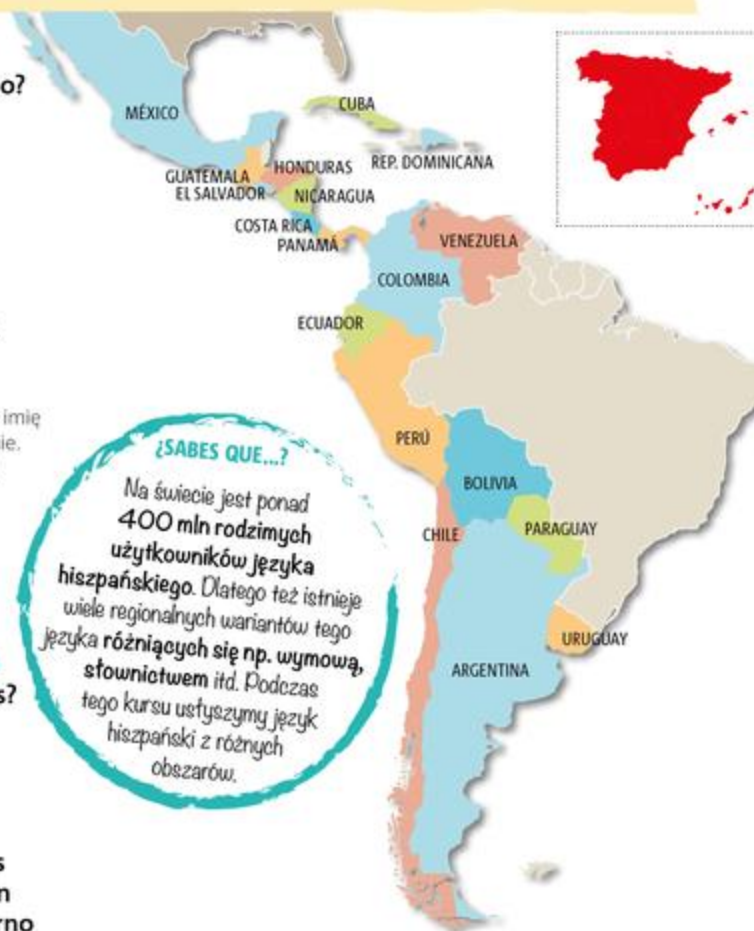 o?
MÉXICO
CUBA
REP. DOMINICANA
GUATEMALA
HONDURAS
EL SALVADOR
NICARAGUA
COSTA RICA
PANAMÁ
VENEZUELA
COLOMBIA
ECUADOR
imię
ie.
PERÚ
BOLIVIA
CHILE
PARAGUAY
URUGUAY
ARGENTINA
¿SABES QUE...?
Na świecie jest ponad
400 mln rodzimych
użytkowników języka
hiszpańskiego. Dlatego też istnieje
wiele regionalnych wariantów tego
języka różniących się np. wymową,
słownictwem itd. Podczas
tego kursu usłyszymy język
hiszpański z różnych
obszarów.
s?
s
n
rno